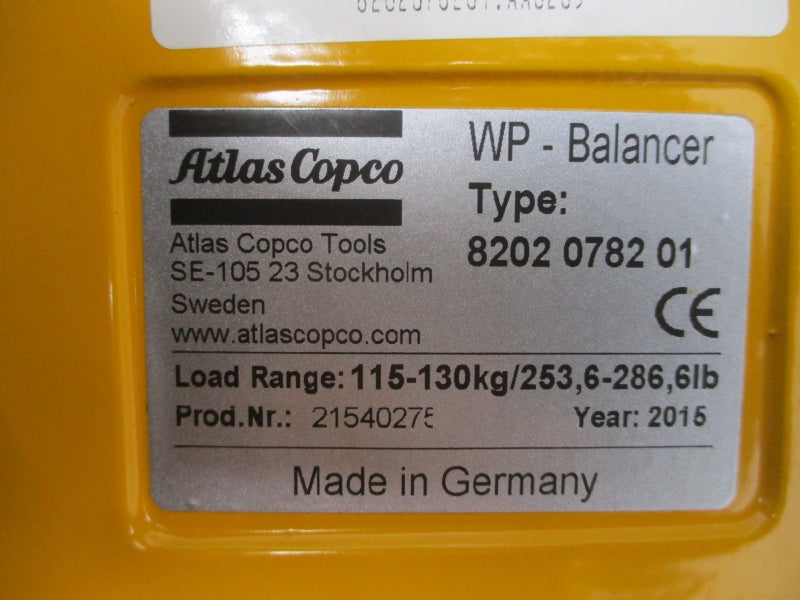 Atlas Copco
WP - Balancer
Type:
8202 0782 01
Atlas Copco Tools
SE-105 23 Stockholm
Sweden
www.atlascopco.com
CE
Load Range: 115-130kg/253,6-286,6lb
Prod.Nr.:
Year: 2015
Made in Germany